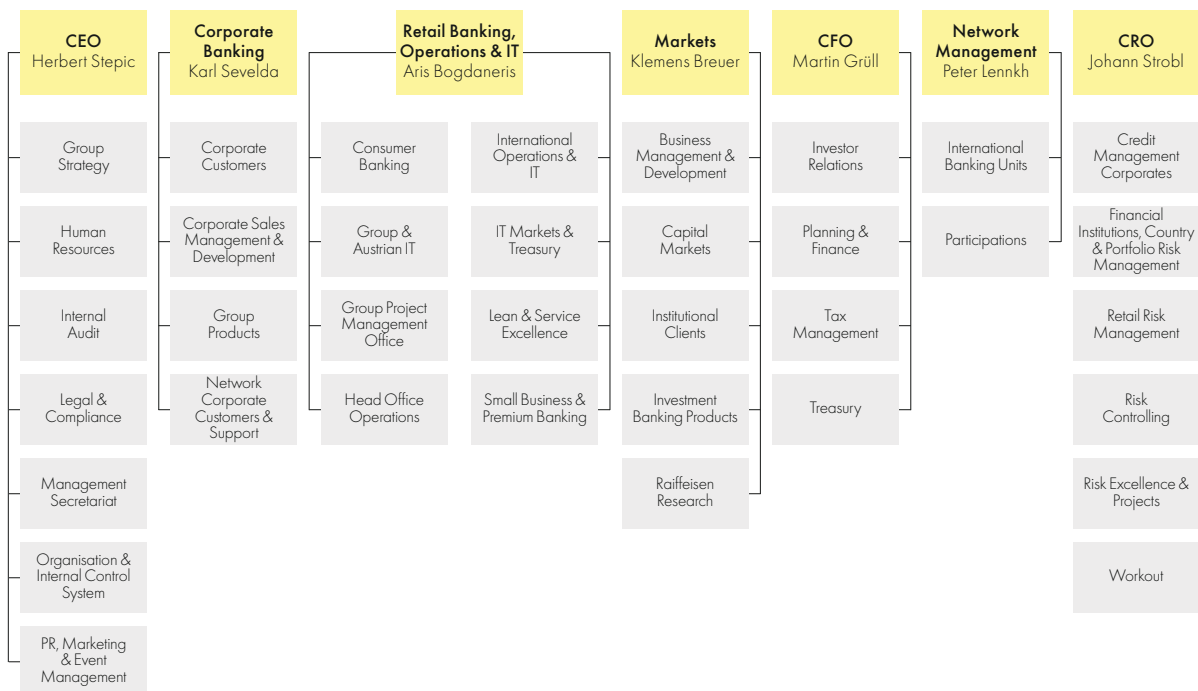 CEO
Herbert Stepic
Group
Strategy
Human
Resources
Internal
Audit
Legal &
Compliance
Management
Secretariat
Organisation &
Internal Control
System
PR, Marketing
& Event
Management
Corporate
Banking
Karl Sevelda
Corporate
Customers
Corporate Sales
Management &
Development
Group
Products
Network
Corporate
Customers &
Support
Retail Banking,
Operations & IT
Aris Bogdaneris
Consumer
Banking
Group &
Austrian IT
Group Project
Management
Office
Head Office
Operations
International
Operations &
IT
IT Markets &
Treasury
Lean & Service
Excellence
Small Business &
Premium Banking
Markets
Klemens Breuer
Business
Management &
Development
Capital
Markets
Institutional
Clients
Investment
Banking Products
Raiffeisen
Research
CFO
Martin Grüll
Investor
Relations
Planning &
Finance
Tax
Management
Treasury
Network
Management
Peter Lennkh
International
Banking Units
Participations
CRO
Johann Strobl
Credit
Management
Corporates
Financial
Institutions, Country
& Portfolio Risk
Management
Retail Risk
Management
Risk
Controlling
Risk Excellence &
Projects
Workout